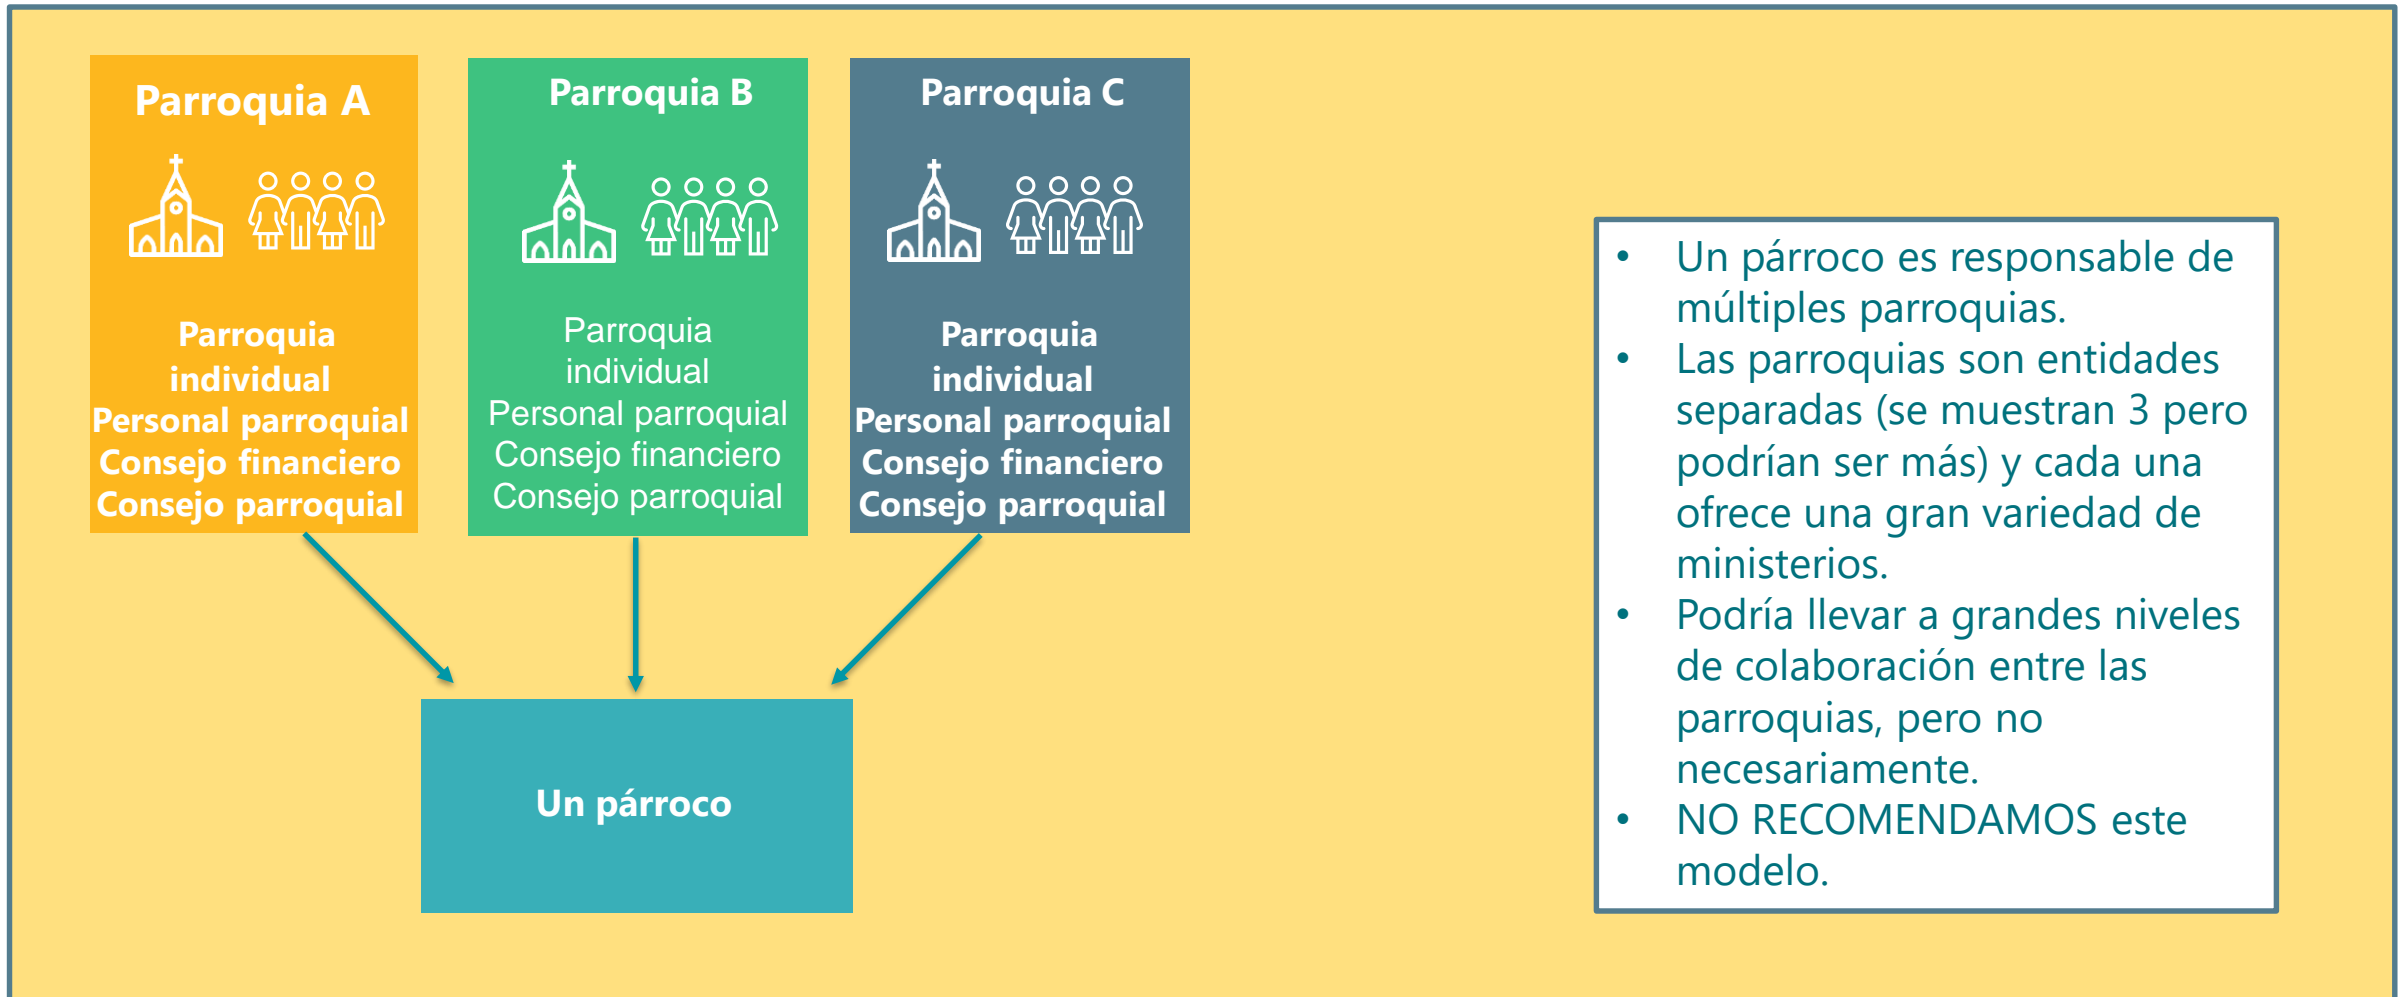 Parroquia A
Parroquia
individual
Personal parroquial
Consejo financiero
Consejo parroquial
Parroquia B
Parroquia
individual
Personal parroquial
Consejo financiero
Consejo parroquial
Parroquia C
Parroquia
individual
Personal parroquial
Consejo financiero
Consejo parroquial
Un párroco
• Un párroco es responsable de
múltiples parroquias.
• Las parroquias son entidades
separadas (se muestran 3 pero
podrían ser más) y cada una
ofrece una gran variedad de
ministerios.
• Podría llevar a grandes niveles
de colaboración entre las
parroquias, pero no
necesariamente.
• NO RECOMENDAMOS este
modelo.